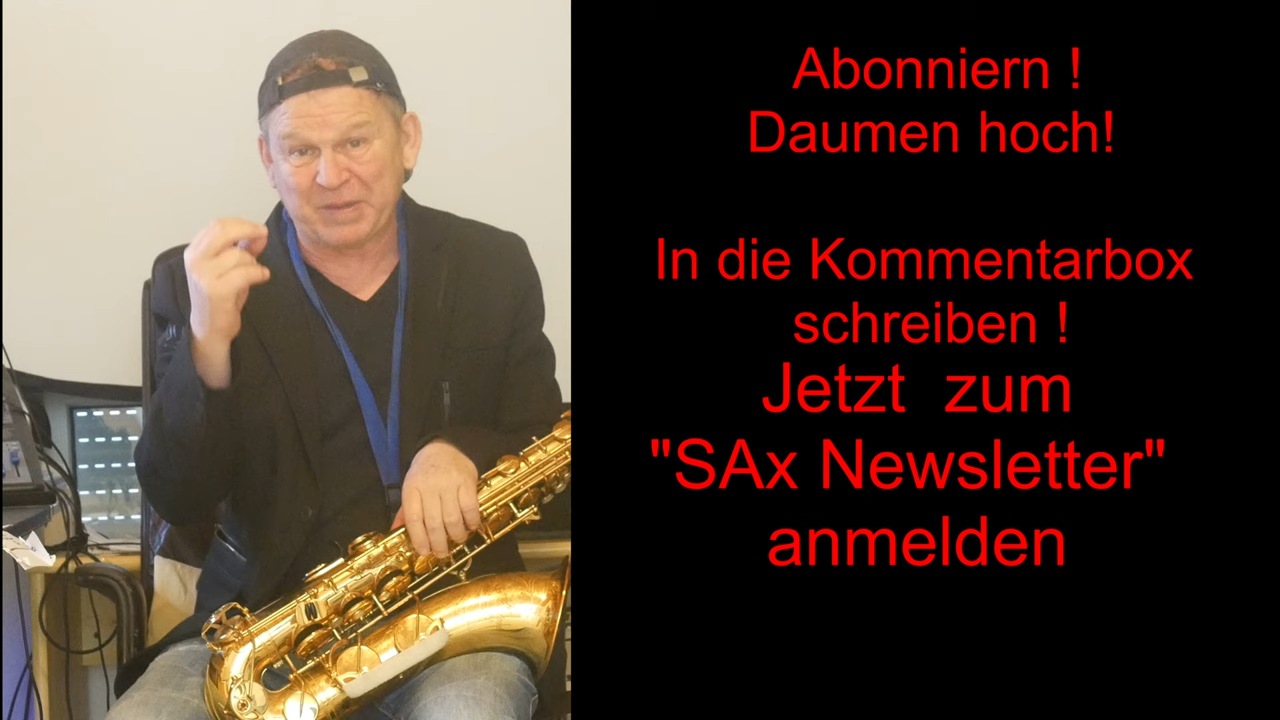 Abonniern !
Daumen hoch!
In die Kommentarbox
schreiben !
Jetzt zum
"SAx Newsletter"
anmelden